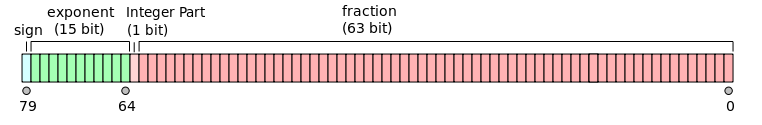 sign
exponent
(15 bit)
Integer Part
(1 bit)
fraction
(63 bit)
79
64
0